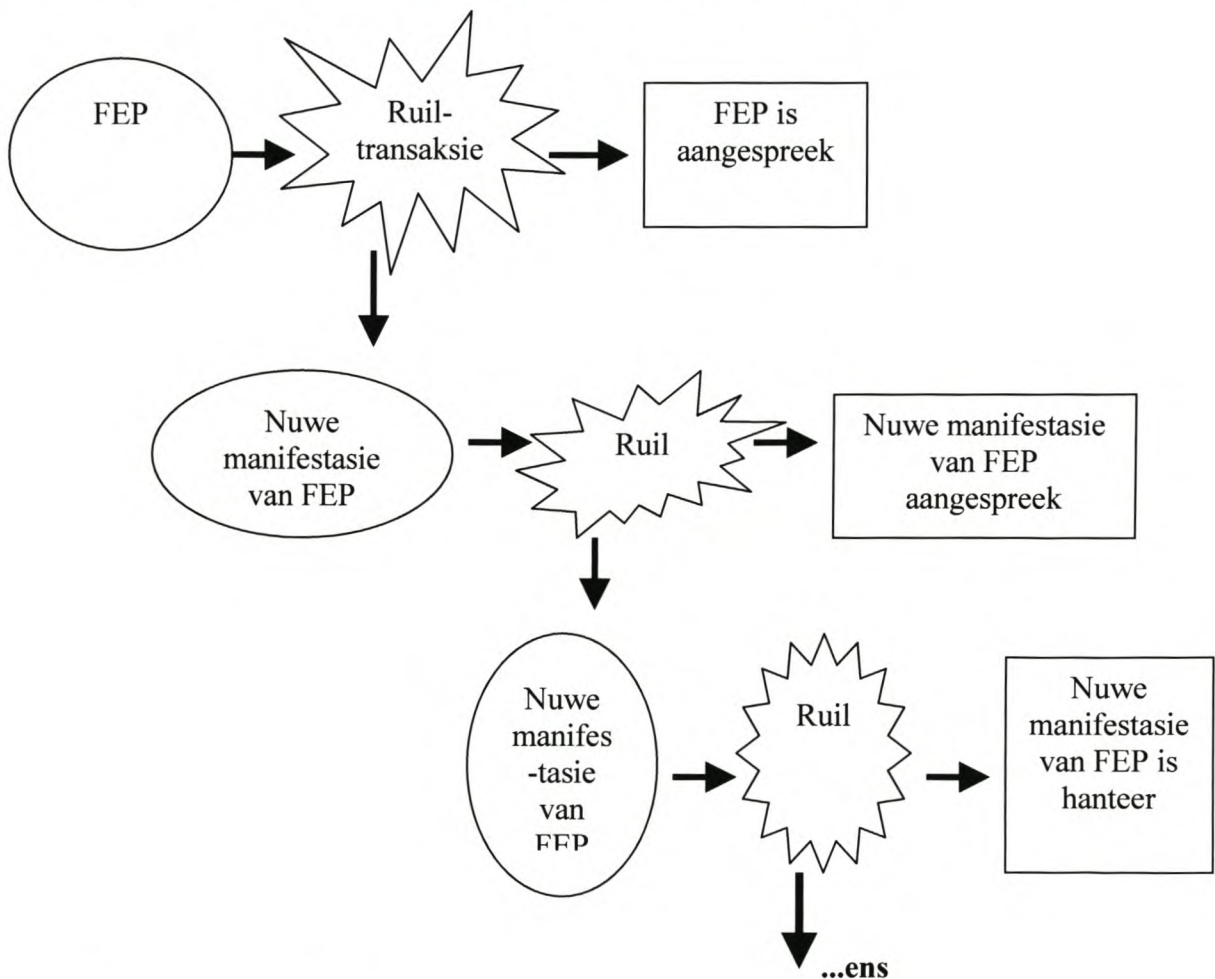 FEP
Ruil-
transaksie
FEP is
aangespreek
Nuwe
manifestasie
van FEP
Ruil
Nuwe manifestasie
van FEP
aangespreek
Nuwe
manifes
-tasie
van
FEP
Ruil
Nuwe
manifestasie
van FEP is
hanteer
...ens